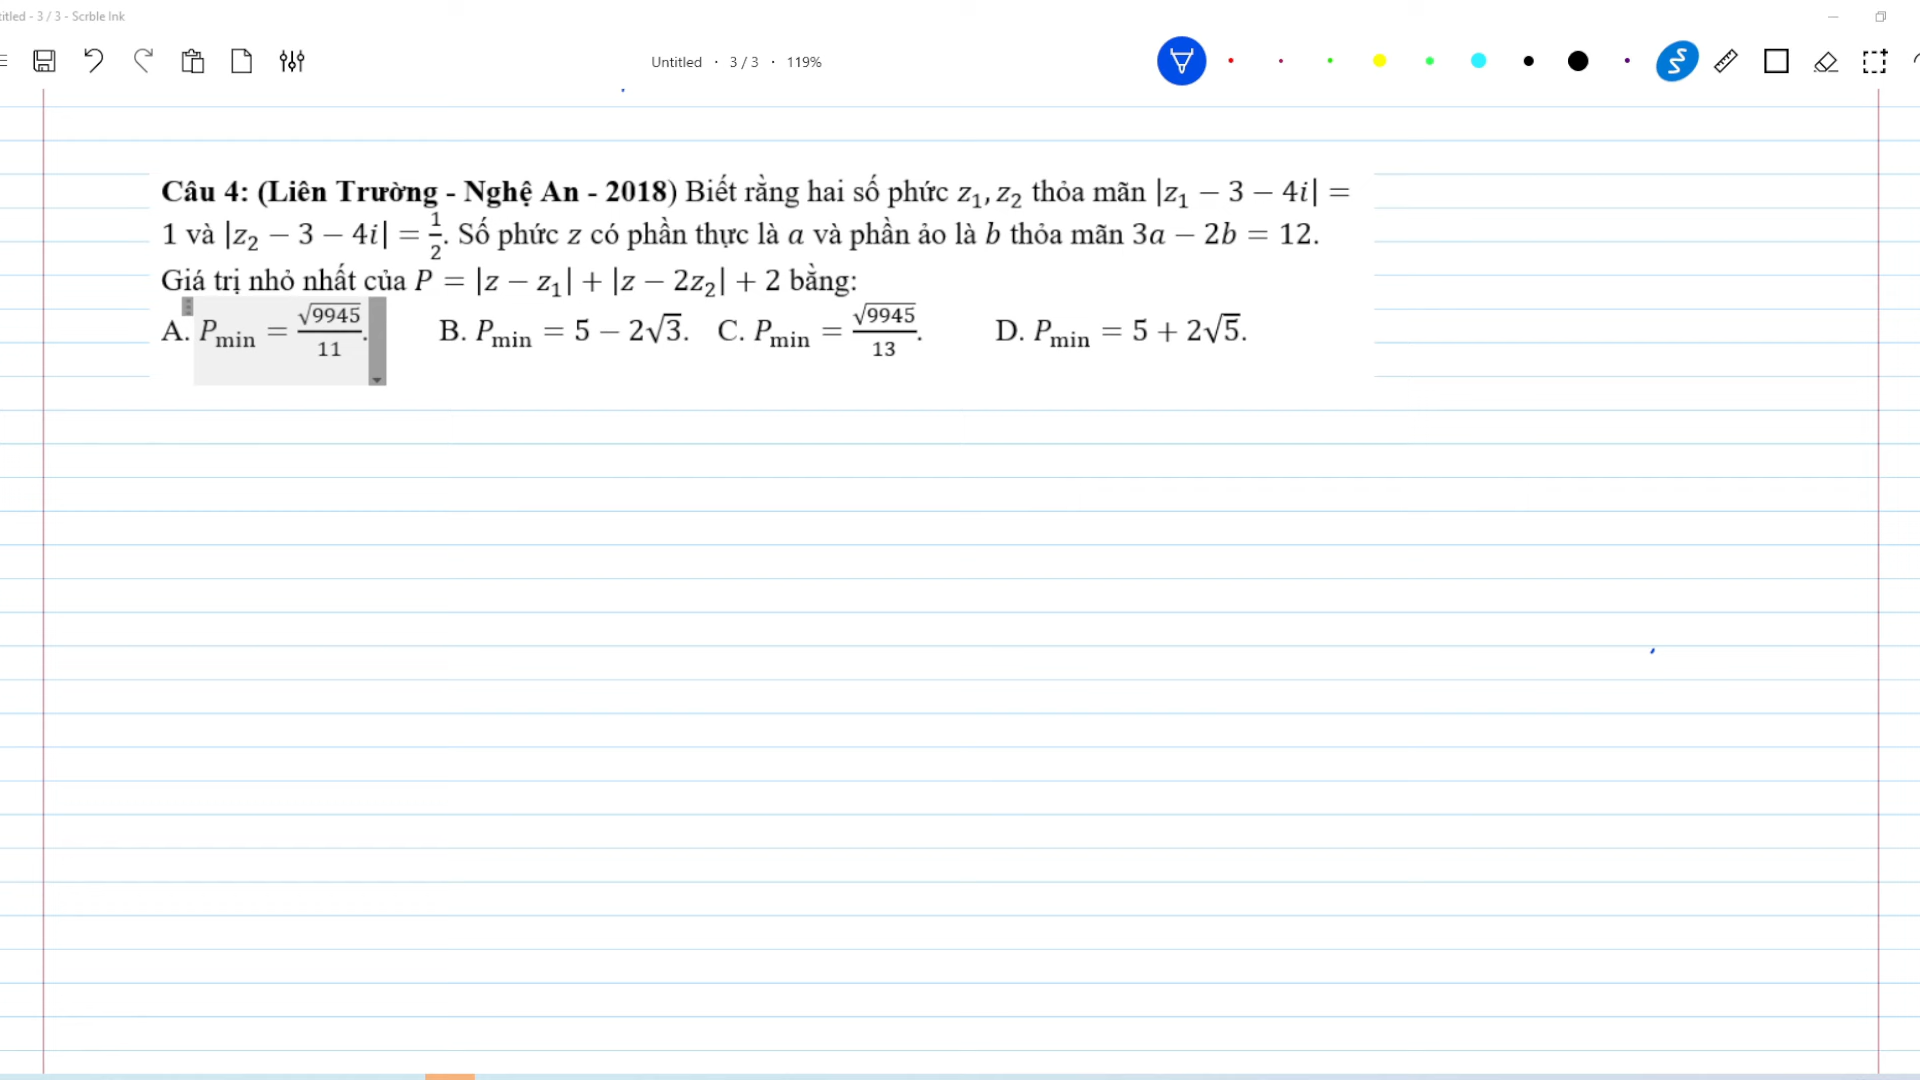 titled - 3 / 3 - Scrble Ink
Untitled · 3 / 3 · 119%
Câu 4: (Liên Trường - Nghệ An - 2018) Biết rằng hai số phức z₁, z₂ thỏa mãn |z₁ − 3 − 4i| =
1 và |z₂ − 3 − 4i| = 1/2. Số phức z có phần thực là a và phần ảo là b thỏa mãn 3a − 2b = 12.
Giá trị nhỏ nhất của P = |z − z₁| + |z − 2z₂| + 2 bằng:
A. Pmin = √9945/11. B. Pmin = 5 − 2√3. C. Pmin = √9945/13. D. Pmin = 5 + 2√5.